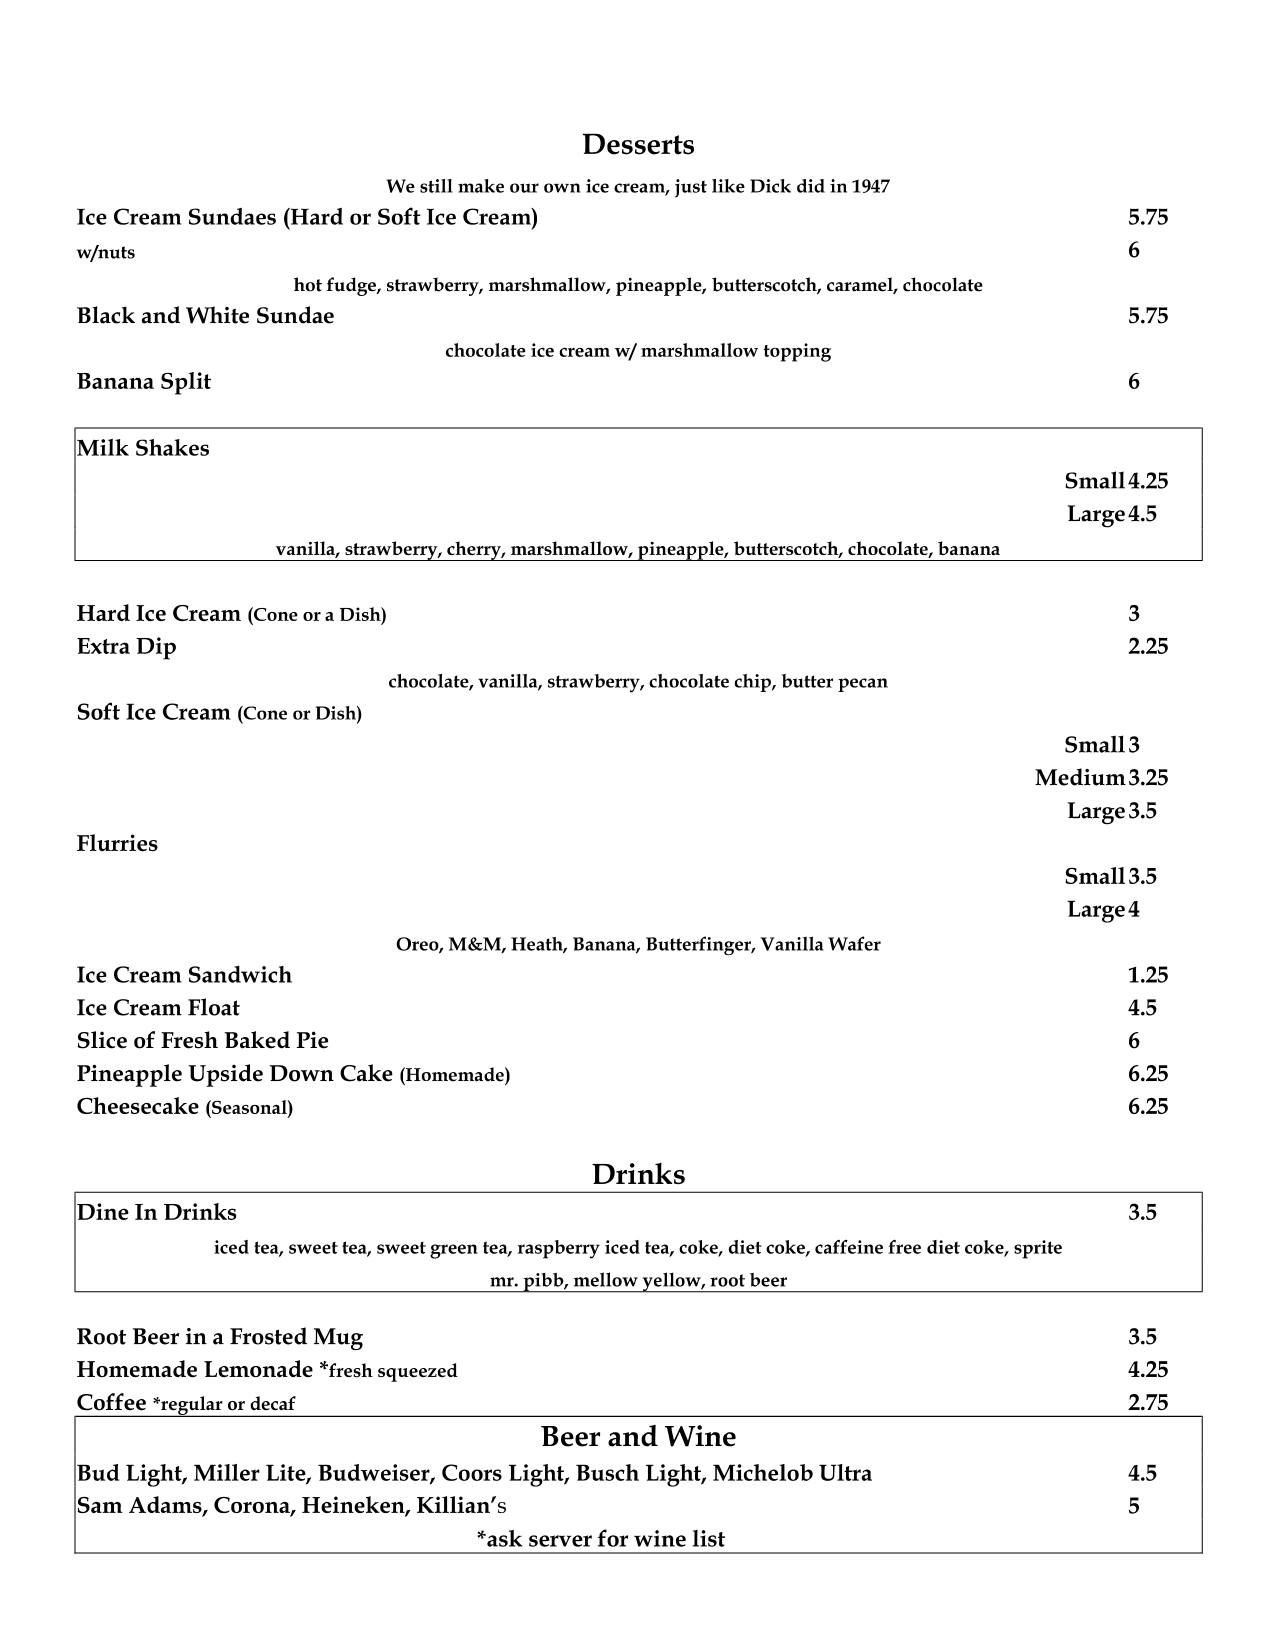 Desserts
We still make our own ice cream, just like Dick did in 1947
Ice Cream Sundaes (Hard or Soft Ice Cream) 5.75
w/nuts 6
hot fudge, strawberry, marshmallow, pineapple, butterscotch, caramel, chocolate
Black and White Sundae 5.75
chocolate ice cream w/ marshmallow topping
Banana Split 6
Milk Shakes
Small 4.25
Large 4.5
vanilla, strawberry, cherry, marshmallow, pineapple, butterscotch, chocolate, banana
Hard Ice Cream (Cone or a Dish) 3
Extra Dip 2.25
chocolate, vanilla, strawberry, chocolate chip, butter pecan
Soft Ice Cream (Cone or Dish)
Small 3
Medium 3.25
Large 3.5
Flurries
Small 3.5
Large 4
Oreo, M&M, Heath, Banana, Butterfinger, Vanilla Wafer
Ice Cream Sandwich 1.25
Ice Cream Float 4.5
Slice of Fresh Baked Pie 6
Pineapple Upside Down Cake (Homemade) 6.25
Cheesecake (Seasonal) 6.25
Drinks
Dine In Drinks 3.5
iced tea, sweet tea, sweet green tea, raspberry iced tea, coke, diet coke, caffeine free diet coke, sprite
mr. pibb, mellow yellow, root beer
Root Beer in a Frosted Mug 3.5
Homemade Lemonade *fresh squeezed 4.25
Coffee *regular or decaf 2.75
Beer and Wine
Bud Light, Miller Lite, Budweiser, Coors Light, Busch Light, Michelob Ultra 4.5
Sam Adams, Corona, Heineken, Killian’s 5
*ask server for wine list